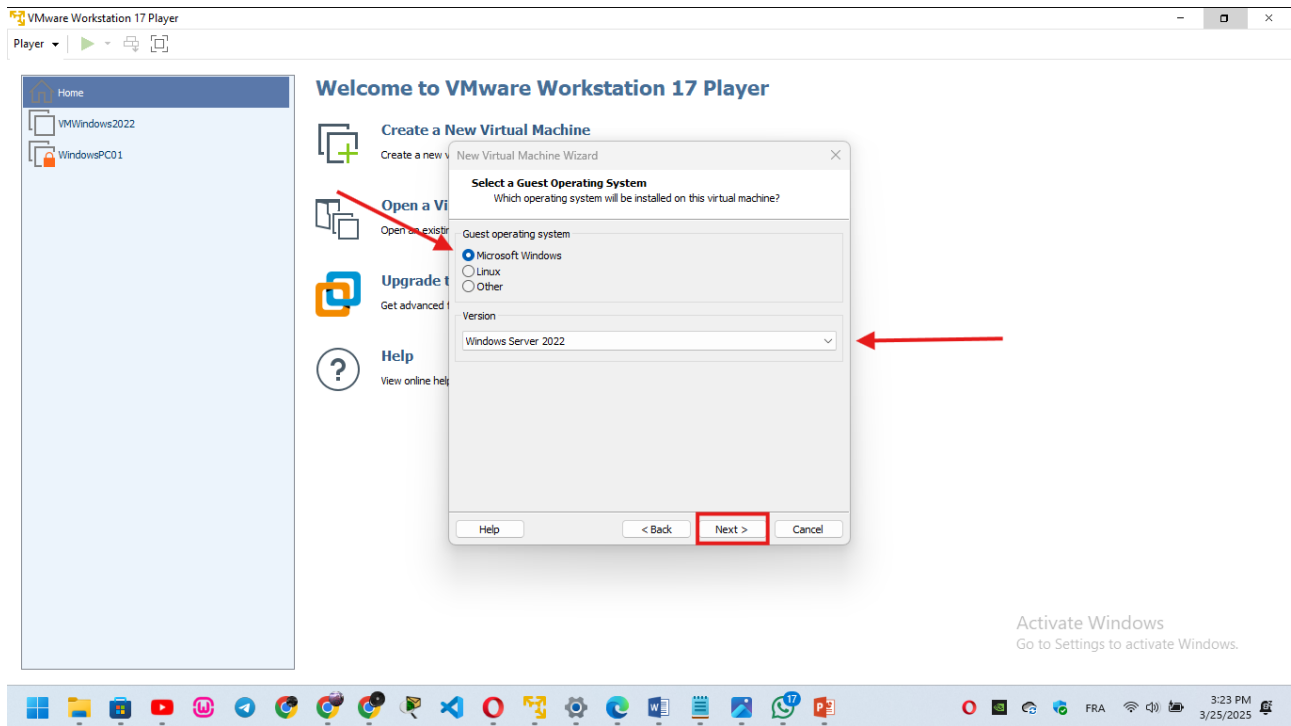 VMware Workstation 17 Player
Player
Home
VMWindows2022
WindowsPC01
Welcome to VMware Workstation 17 Player
Create a New Virtual Machine
Create a new v
Open a Vi
Open an existin
Upgrade t
Get advanced f
Help
View online help
New Virtual Machine Wizard
Select a Guest Operating System
Which operating system will be installed on this virtual machine?
Guest operating system
Microsoft Windows
Linux
Other
Version
Windows Server 2022
Help
< Back
Next >
Cancel
Activate Windows
Go to Settings to activate Windows.
17
FRA
3:23 PM
3/25/2025